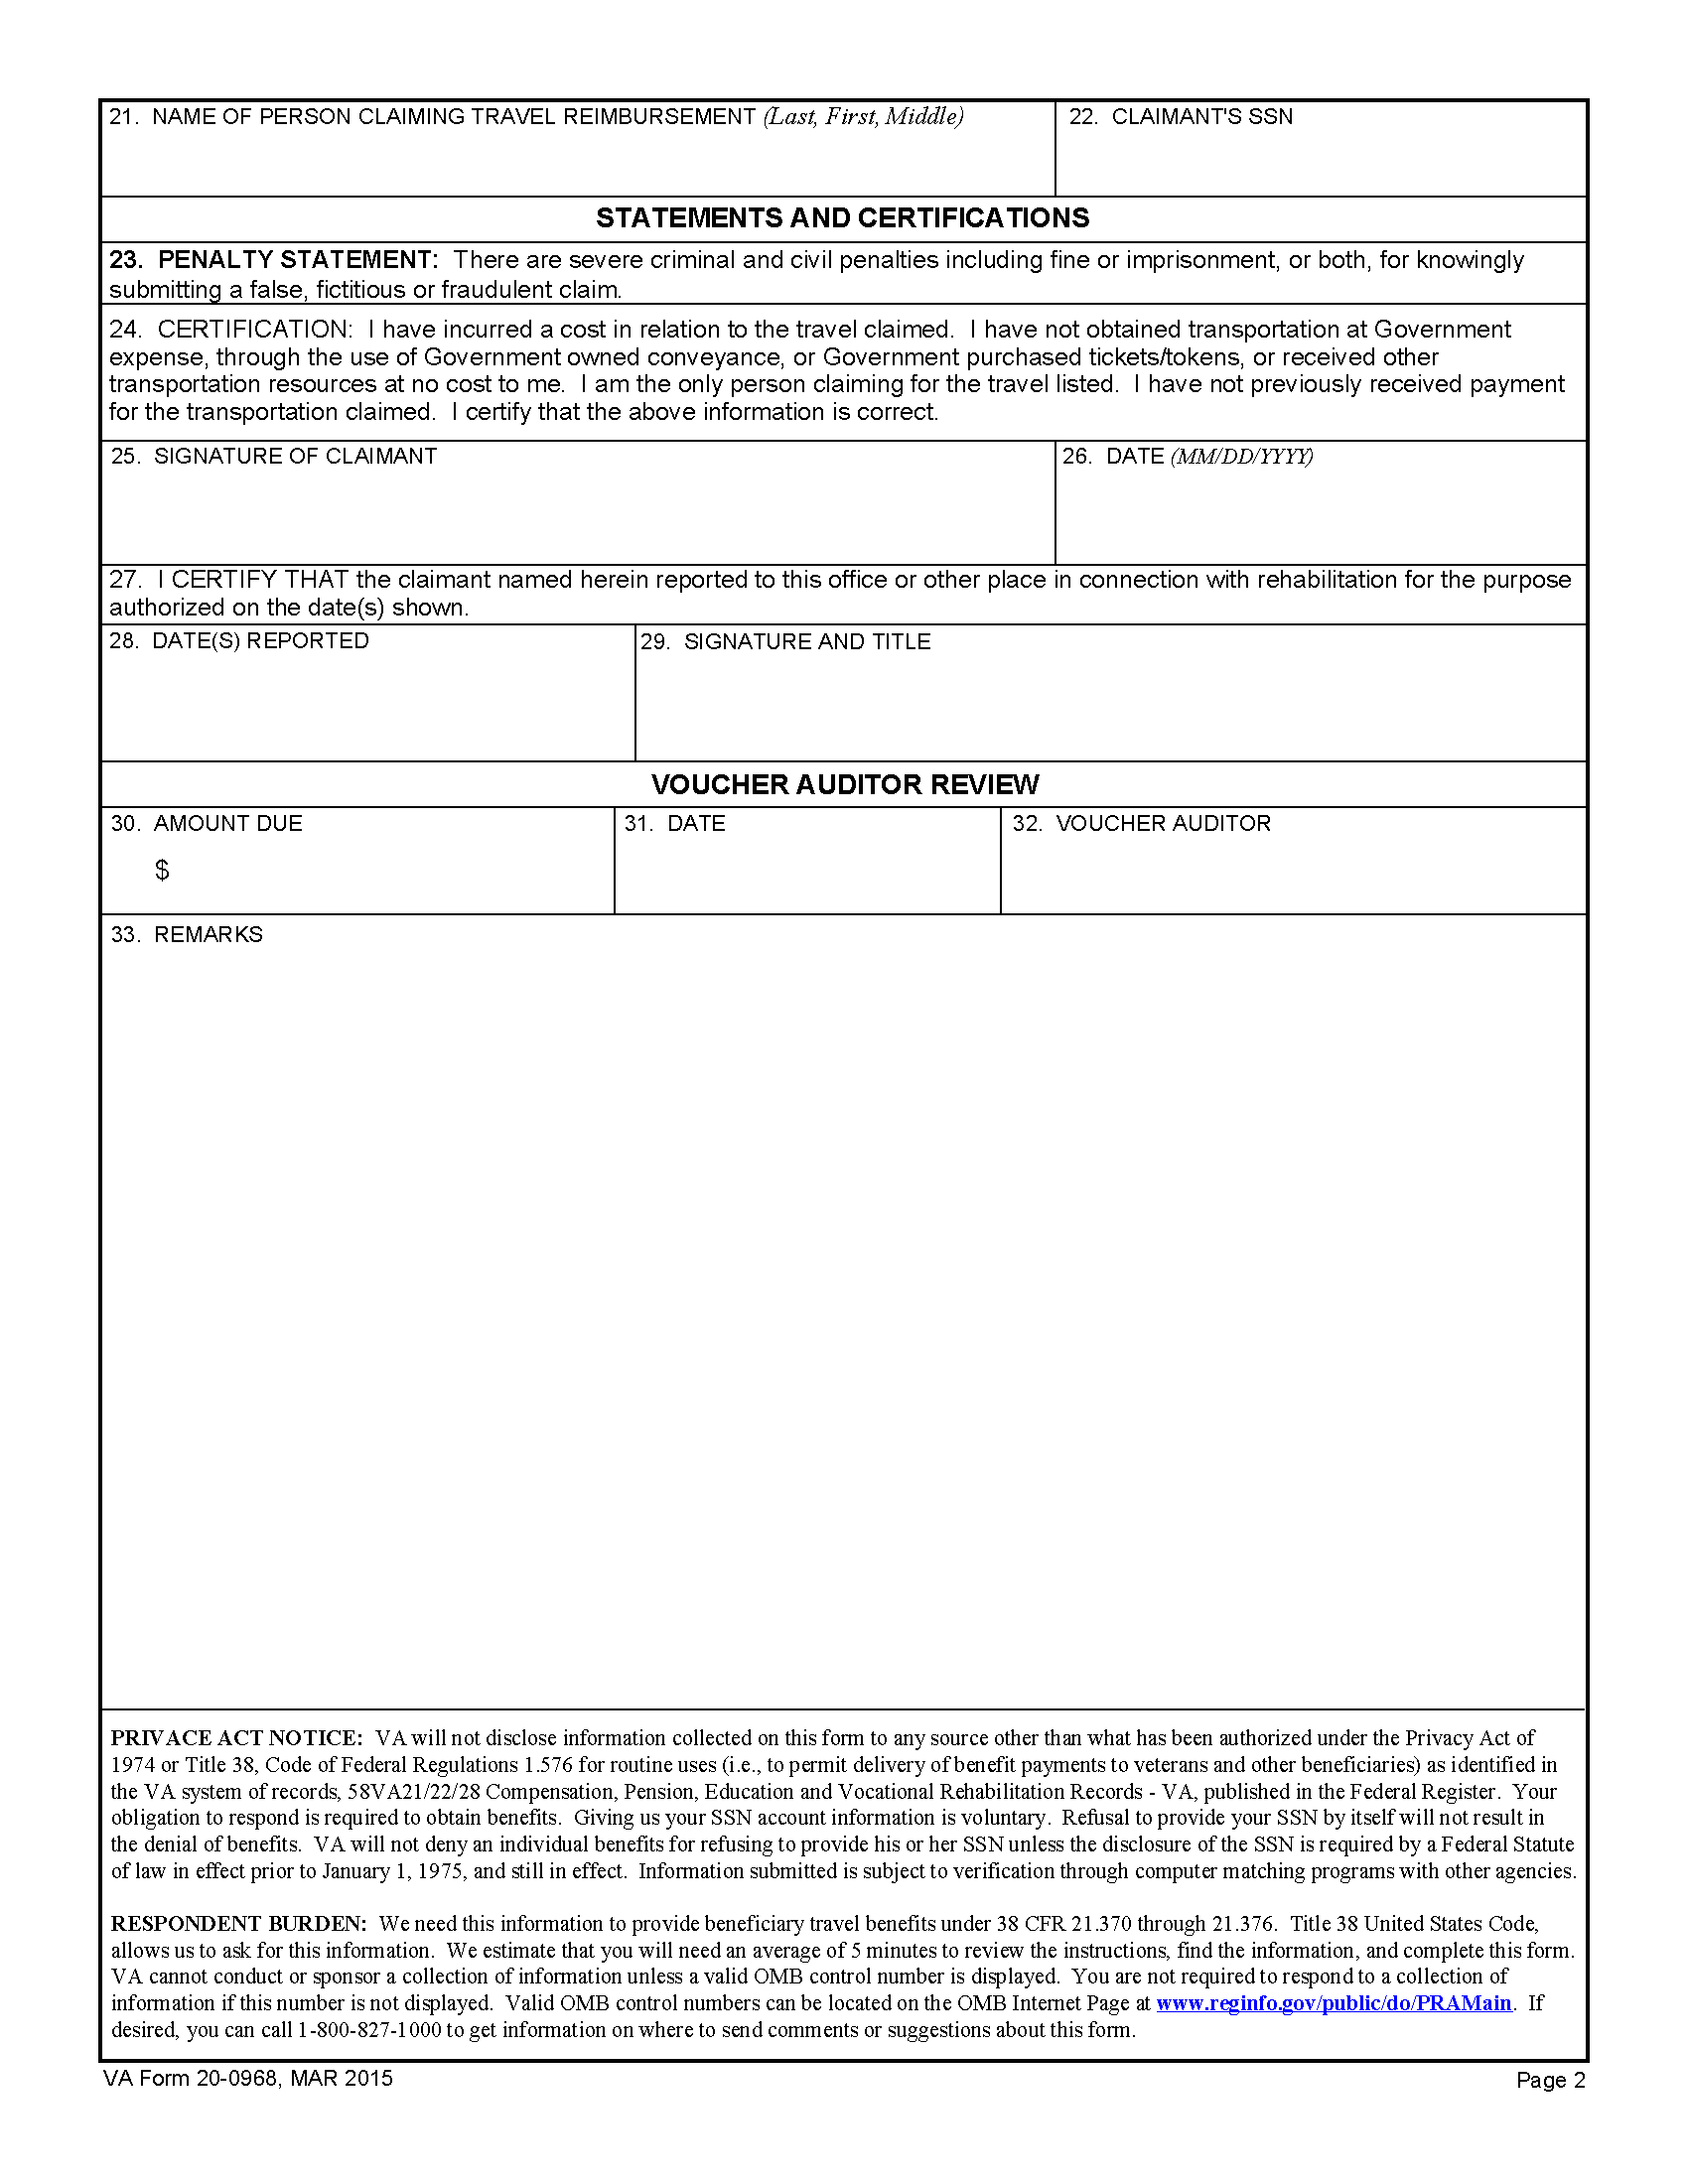 21.  NAME OF PERSON CLAIMING TRAVEL REIMBURSEMENT (Last, First, Middle)
22.  CLAIMANT'S SSN
STATEMENTS AND CERTIFICATIONS
23.  PENALTY STATEMENT:  There are severe criminal and civil penalties including fine or imprisonment, or both, for knowingly
submitting a false, fictitious or fraudulent claim.
24.  CERTIFICATION:  I have incurred a cost in relation to the travel claimed.  I have not obtained transportation at Government
expense, through the use of Government owned conveyance, or Government purchased tickets/tokens, or received other
transportation resources at no cost to me.  I am the only person claiming for the travel listed.  I have not previously received payment
for the transportation claimed.  I certify that the above information is correct.
25.  SIGNATURE OF CLAIMANT
26.  DATE (MM/DD/YYYY)
27.  I CERTIFY THAT the claimant named herein reported to this office or other place in connection with rehabilitation for the purpose
authorized on the date(s) shown.
28.  DATE(S) REPORTED
29.  SIGNATURE AND TITLE
VOUCHER AUDITOR REVIEW
30.  AMOUNT DUE
$
31.  DATE
32.  VOUCHER AUDITOR
33.  REMARKS
PRIVACE ACT NOTICE:  VA will not disclose information collected on this form to any source other than what has been authorized under the Privacy Act of
1974 or Title 38, Code of Federal Regulations 1.576 for routine uses (i.e., to permit delivery of benefit payments to veterans and other beneficiaries) as identified in
the VA system of records, 58VA21/22/28 Compensation, Pension, Education and Vocational Rehabilitation Records - VA, published in the Federal Register.  Your
obligation to respond is required to obtain benefits.  Giving us your SSN account information is voluntary.  Refusal to provide your SSN by itself will not result in
the denial of benefits.  VA will not deny an individual benefits for refusing to provide his or her SSN unless the disclosure of the SSN is required by a Federal Statute
of law in effect prior to January 1, 1975, and still in effect.  Information submitted is subject to verification through computer matching programs with other agencies.
RESPONDENT BURDEN:  We need this information to provide beneficiary travel benefits under 38 CFR 21.370 through 21.376.  Title 38 United States Code,
allows us to ask for this information.  We estimate that you will need an average of 5 minutes to review the instructions, find the information, and complete this form.
VA cannot conduct or sponsor a collection of information unless a valid OMB control number is displayed.  You are not required to respond to a collection of
information if this number is not displayed.  Valid OMB control numbers can be located on the OMB Internet Page at www.reginfo.gov/public/do/PRAMain.  If
desired, you can call 1-800-827-1000 to get information on where to send comments or suggestions about this form.
VA Form 20-0968, MAR 2015
Page 2